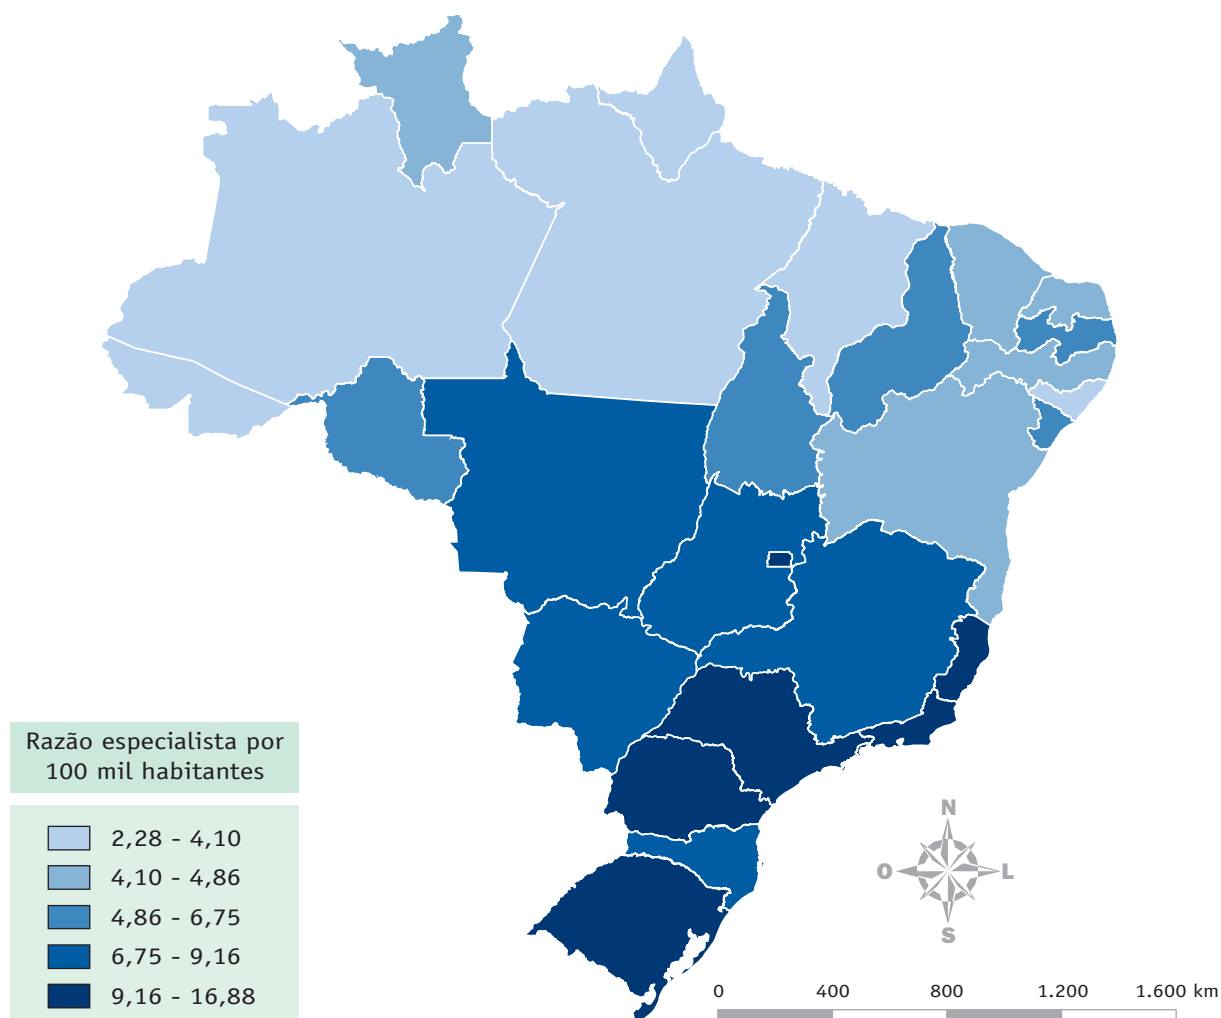 Razão especialista por
100 mil habitantes
2,28 - 4,10
4,10 - 4,86
4,86 - 6,75
6,75 - 9,16
9,16 - 16,88
N
O
L
S
0 400 800 1.200 1.600 km